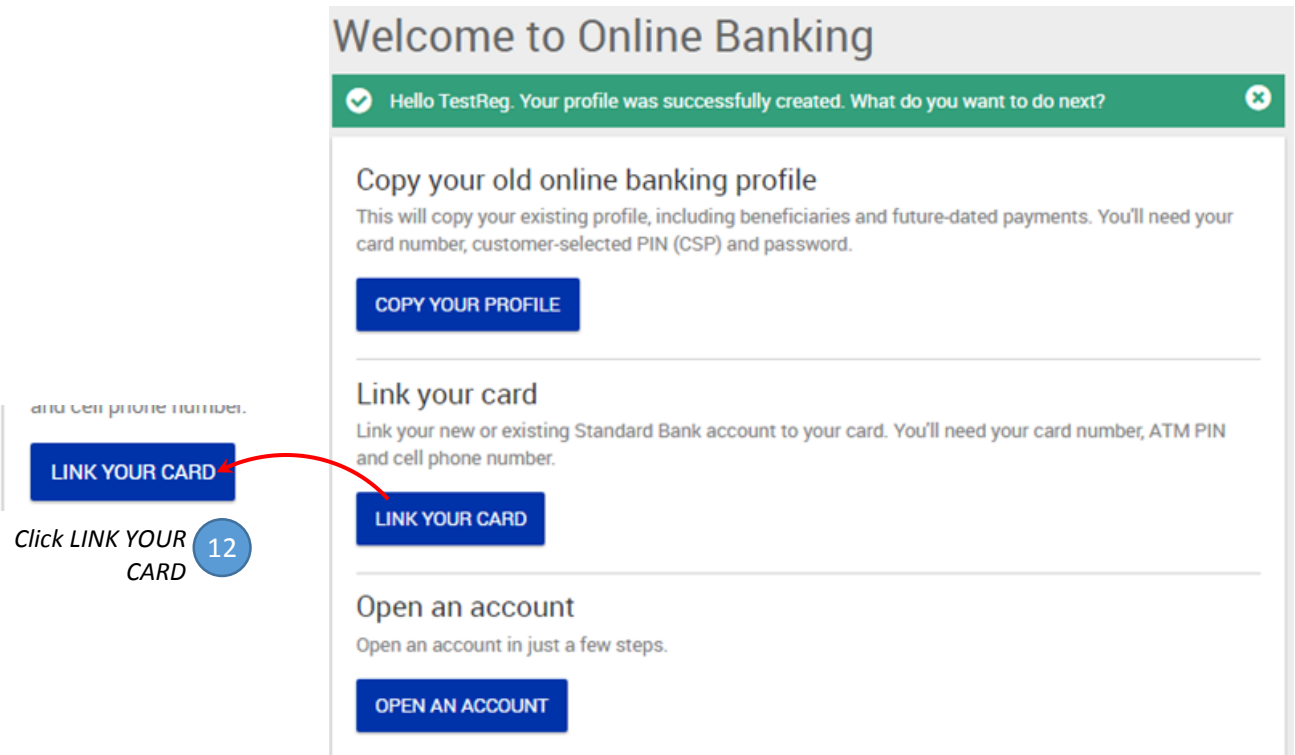 Welcome to Online Banking
Hello TestReg. Your profile was successfully created. What do you want to do next?
Copy your old online banking profile
This will copy your existing profile, including beneficiaries and future-dated payments. You'll need your
card number, customer-selected PIN (CSP) and password.
COPY YOUR PROFILE
Link your card
Link your new or existing Standard Bank account to your card. You'll need your card number, ATM PIN
and cell phone number.
LINK YOUR CARD
and cell phone number.
LINK YOUR CARD
Click LINK YOUR
CARD
12
Open an account
Open an account in just a few steps.
OPEN AN ACCOUNT